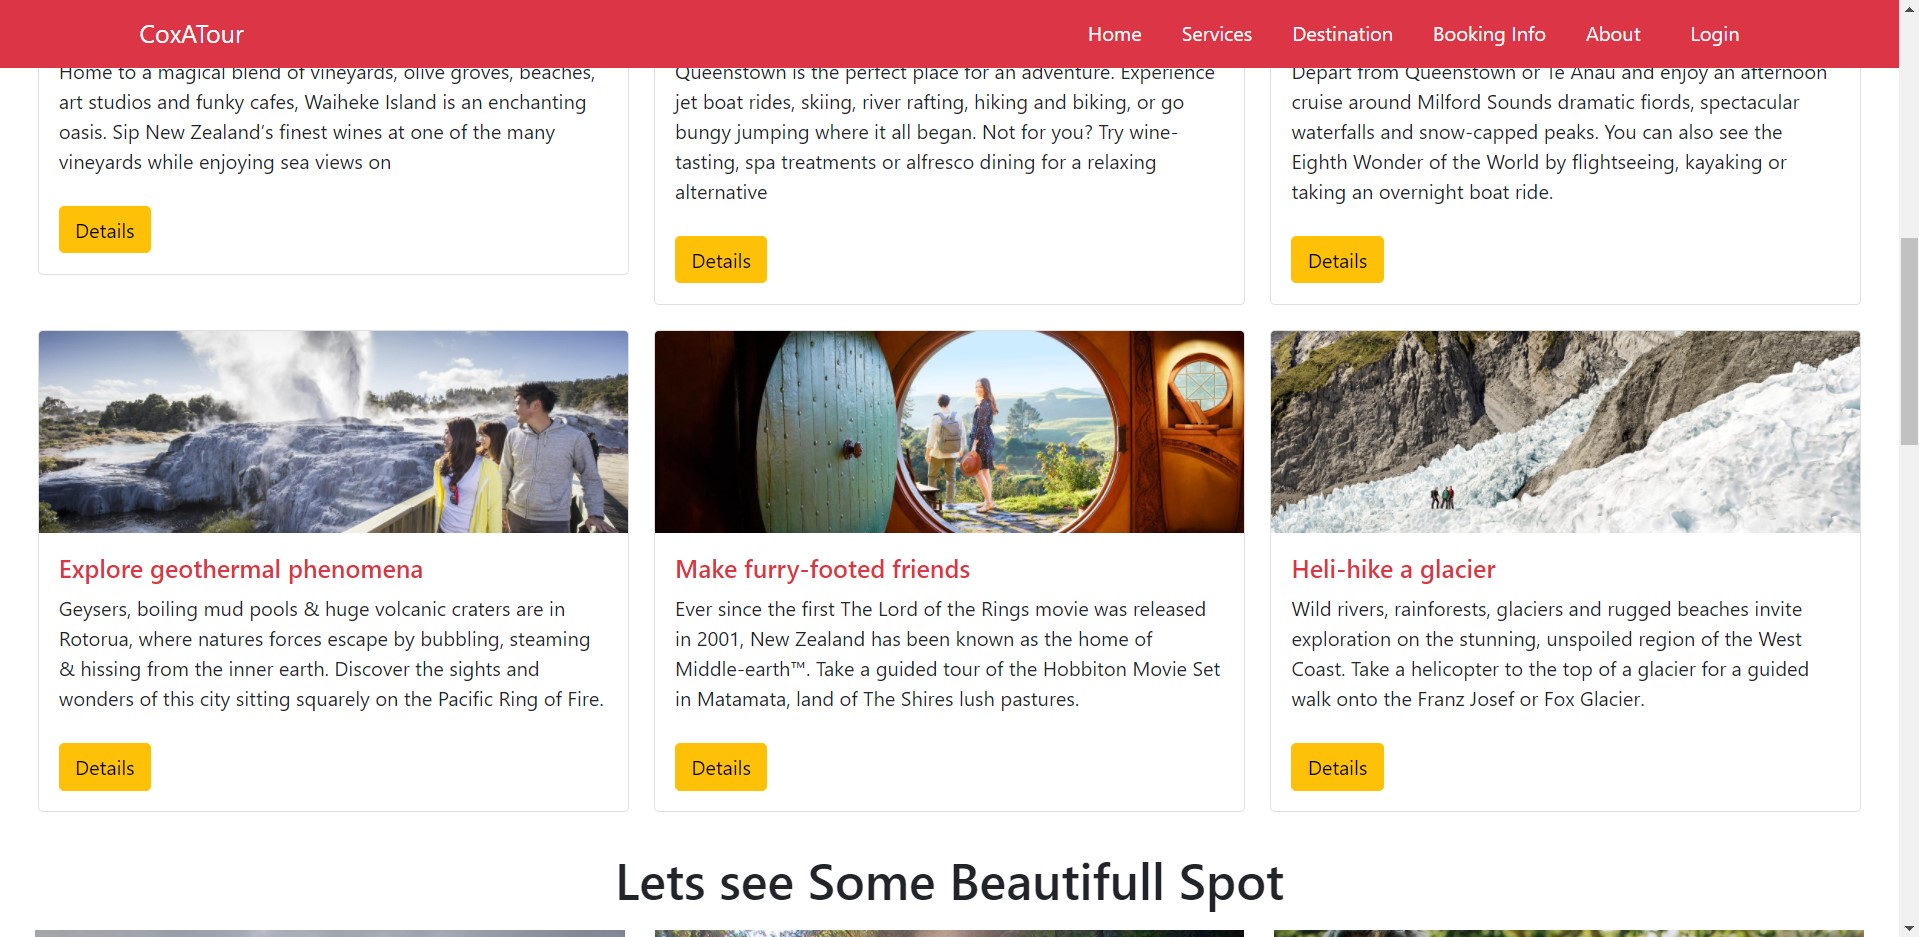 CoxATour
Home
Services
Destination
Booking Info
About
Login
Home to a magical blend of vineyards, olive groves, beaches,
art studios and funky cafes, Waiheke Island is an enchanting
oasis. Sip New Zealand’s finest wines at one of the many
vineyards while enjoying sea views on
Details
Queenstown is the perfect place for an adventure. Experience
jet boat rides, skiing, river rafting, hiking and biking, or go
bungy jumping where it all began. Not for you? Try wine-
tasting, spa treatments or alfresco dining for a relaxing
alternative
Details
Depart from Queenstown or Te Anau and enjoy an afternoon
cruise around Milford Sounds dramatic fiords, spectacular
waterfalls and snow-capped peaks. You can also see the
Eighth Wonder of the World by flightseeing, kayaking or
taking an overnight boat ride.
Details
Explore geothermal phenomena
Geysers, boiling mud pools & huge volcanic craters are in
Rotorua, where natures forces escape by bubbling, steaming
& hissing from the inner earth. Discover the sights and
wonders of this city sitting squarely on the Pacific Ring of Fire.
Details
Make furry-footed friends
Ever since the first The Lord of the Rings movie was released
in 2001, New Zealand has been known as the home of
Middle-earth™. Take a guided tour of the Hobbiton Movie Set
in Matamata, land of The Shires lush pastures.
Details
Heli-hike a glacier
Wild rivers, rainforests, glaciers and rugged beaches invite
exploration on the stunning, unspoiled region of the West
Coast. Take a helicopter to the top of a glacier for a guided
walk onto the Franz Josef or Fox Glacier.
Details
Lets see Some Beautifull Spot